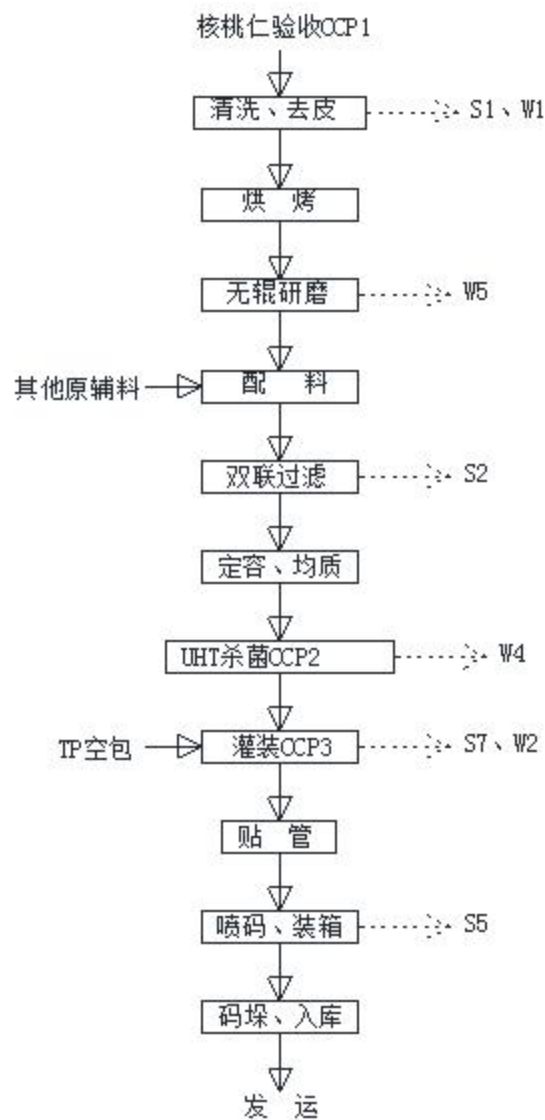 核桃仁验收CCP1
清洗、去皮
S1、W1
烘 烤
无辊研磨
W5
其他原辅料
配 料
双联过滤
S2
定容、均质
UHT杀菌CCP2
W4
TP空包
灌装CCP3
S7、W2
贴 管
喷码、装箱
S5
码垛、入库
发 运